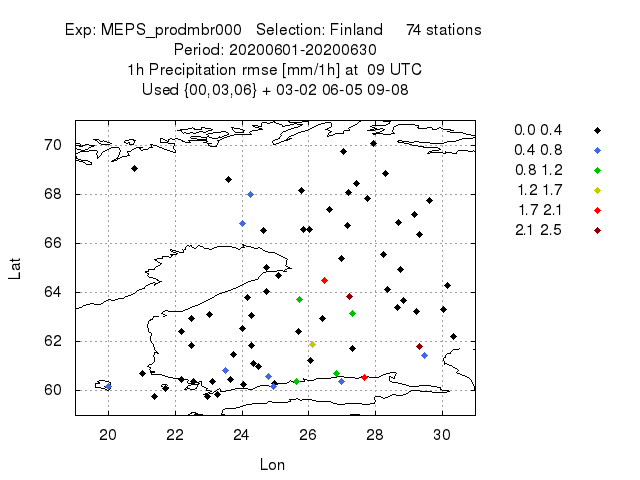 Exp: MEPS_prodmbr000 Selection: Finland 74 stations
Period: 20200601-20200630
1h Precipitation rmse [mm/1h] at 09 UTC
Used {00,03,06} + 03-02 06-05 09-08
0.0 0.4
0.4 0.8
0.8 1.2
1.2 1.7
1.7 2.1
2.1 2.5
70
68
66
64
62
60
Lat
20 22 24 26 28 30
Lon